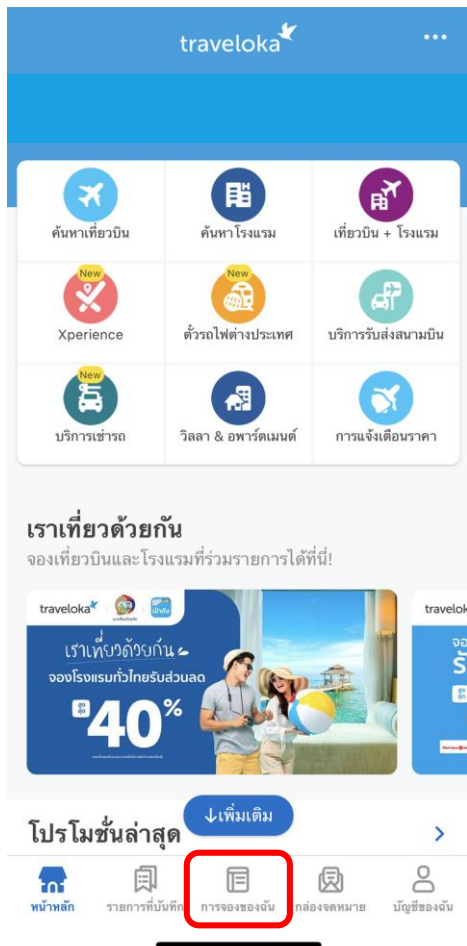 traveloka
ค้นหาเที่ยวบิน
ค้นหาโรงแรม
เที่ยวบิน + โรงแรม
New
Xperience
New
ตั๋วรถไฟต่างประเทศ
บริการรับส่งสนามบิน
New
บริการเช่ารถ
วิลลา & อพาร์ตเมนต์
การแจ้งเตือนราคา
เราเที่ยวด้วยกัน
จองเที่ยวบินและโรงแรมที่ร่วมรายการได้ที่นี่!
traveloka
เราเที่ยวด้วยกัน
จองโรงแรมทั่วไทยรับส่วนลด
สูงสุด 40%
travelok
จอ
โปรโมชั่นล่าสุด
↓เพิ่มเติม
หน้าหลัก
รายการที่บันทึก
การจองของฉัน
กล่องจดหมาย
บัญชีของฉัน